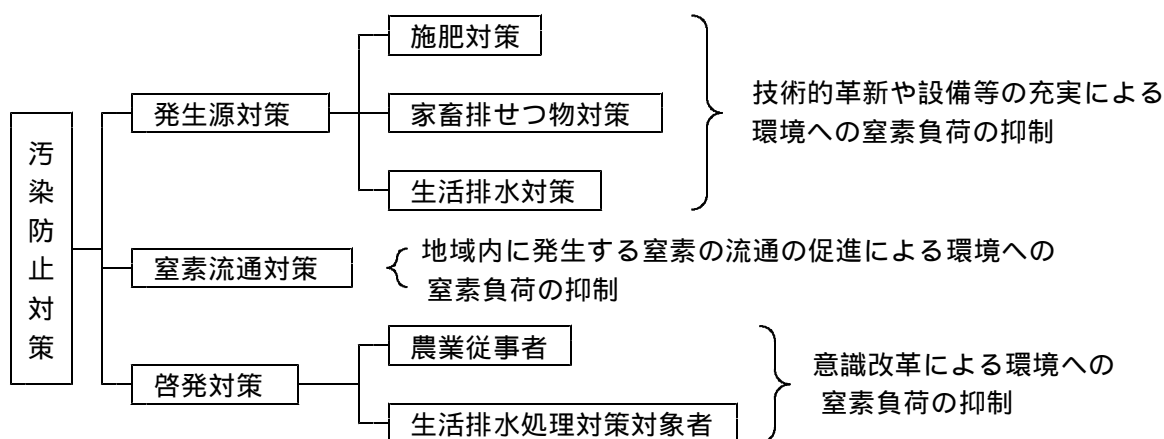 汚染防止対策
発生源対策
施肥対策
家畜排せつ物対策
生活排水対策
技術的革新や設備等の充実による
環境への窒素負荷の抑制
窒素流通対策
地域内に発生する窒素の流通の促進による環境への
窒素負荷の抑制
啓発対策
農業従事者
生活排水処理対策対象者
意識改革による環境への
窒素負荷の抑制